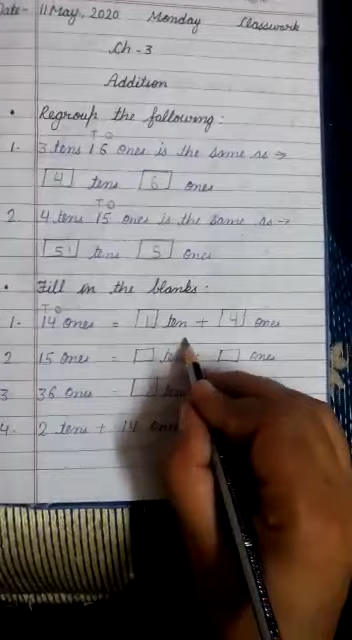 Date- 11 May, 2020 Monday Classwork
Ch-3
Addition
• Regroup the following:
T O
1. 3 tens 16 ones is the same as →
4 tens 6 ones
T O
2. 4 tens 15 ones is the same as →
5 tens 5 ones
• Fill in the blanks:
T O
1. 14 ones = 1 ten + 4 ones
2 15 ones = ones
3 36 ones =
4. 2 tens + 14 ones